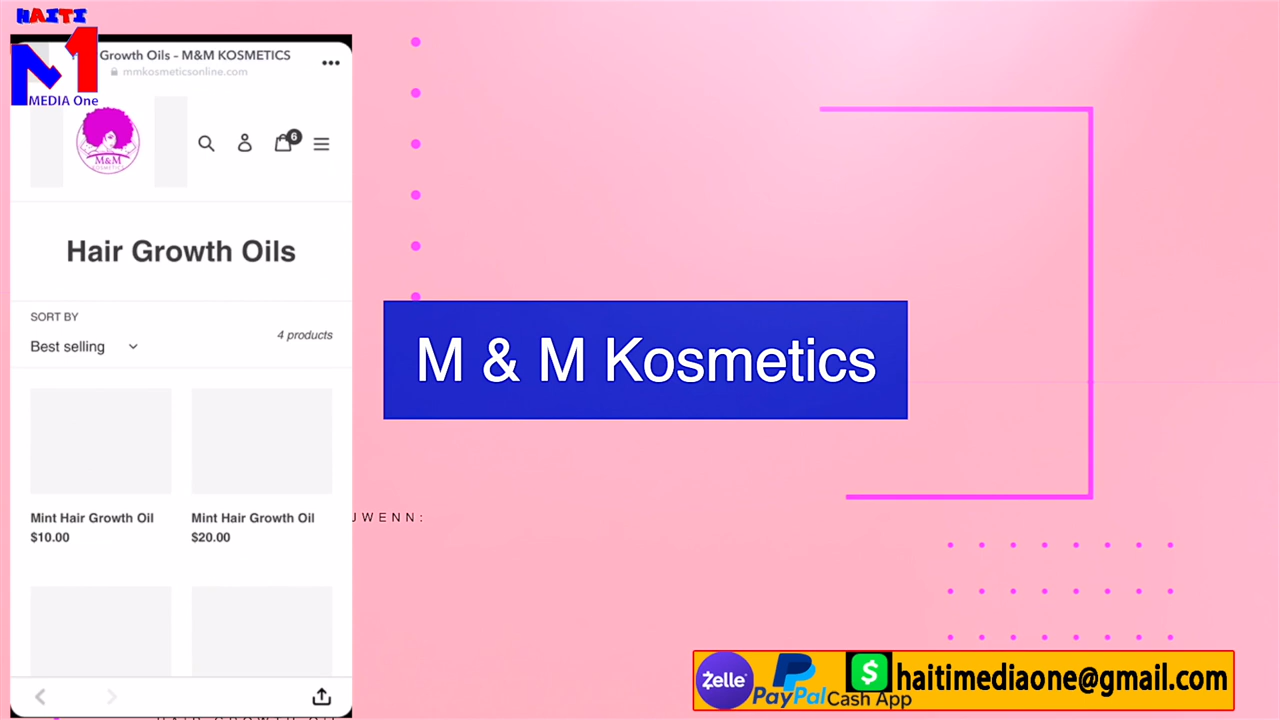 HAITI
MEDIA One
Growth Oils – M&M KOSMETICS
mmkosmeticsonline.com
M&M
KOSMETICS
6
Hair Growth Oils
SORT BY
Best selling
4 products
M & M Kosmetics
Mint Hair Growth Oil
$10.00
Mint Hair Growth Oil
$20.00
JWENN:
Zelle
PayPal
$
Cash App
haitimediaone@gmail.com